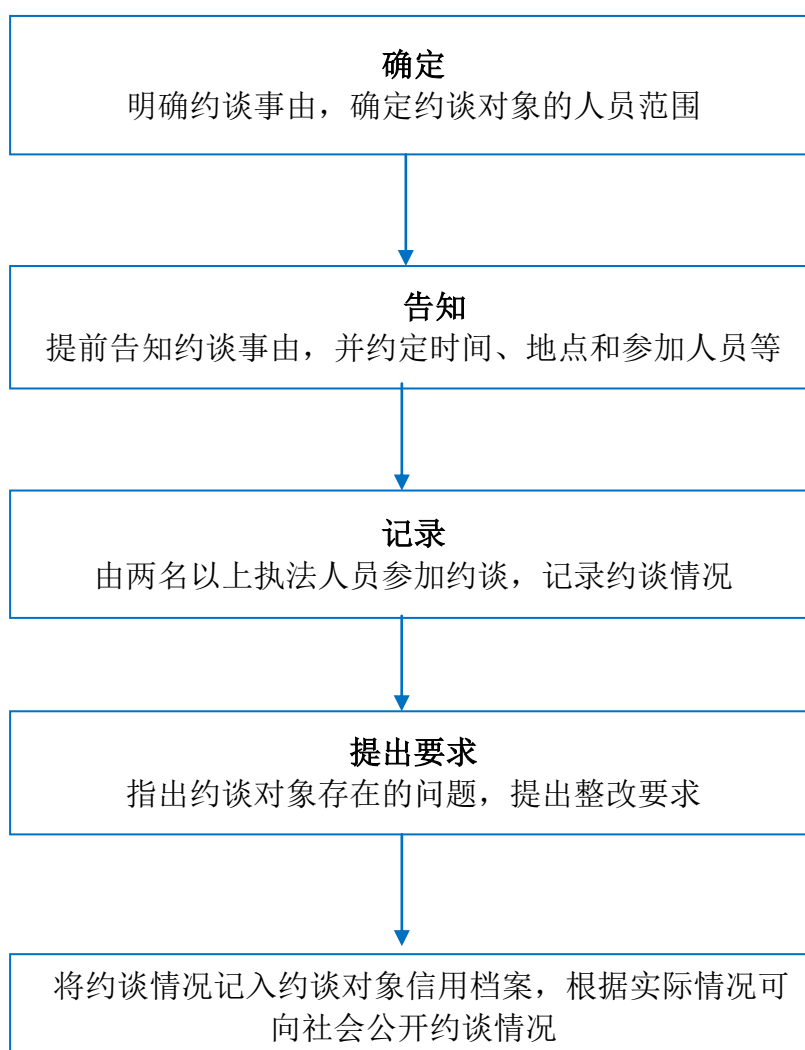 确定
明确约谈事由，确定约谈对象的人员范围
告知
提前告知约谈事由，并约定时间、地点和参加人员等
记录
由两名以上执法人员参加约谈，记录约谈情况
提出要求
指出约谈对象存在的问题，提出整改要求
将约谈情况记入约谈对象信用档案，根据实际情况可
向社会公开约谈情况